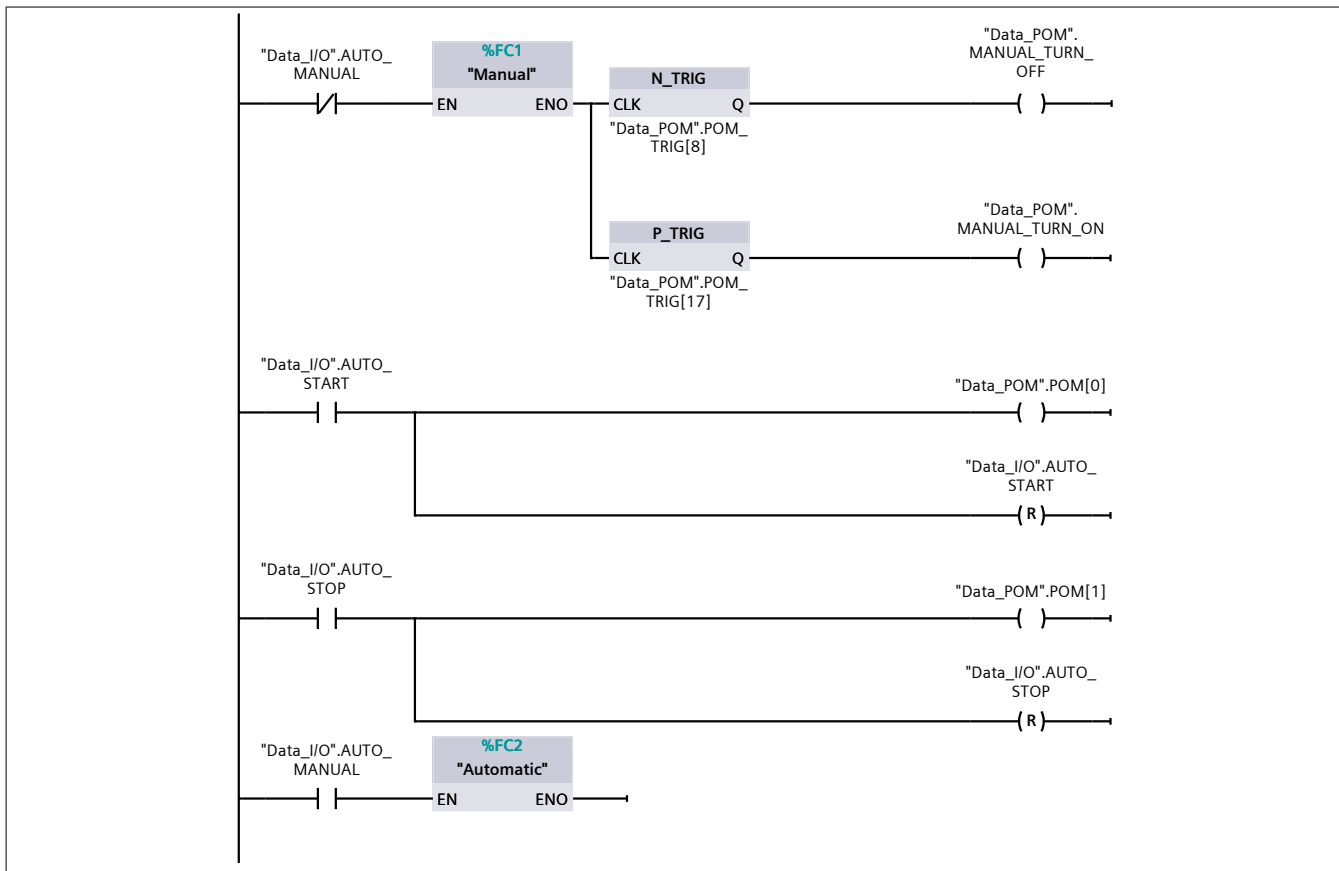 "Data_I/O".AUTO_
MANUAL
%FC1
"Manual"
EN ENO
N_TRIG
CLK Q
"Data_POM".POM_
TRIG[8]
"Data_POM".
MANUAL_TURN_
OFF
P_TRIG
CLK Q
"Data_POM".POM_
TRIG[17]
"Data_POM".
MANUAL_TURN_ON
"Data_I/O".AUTO_
START
"Data_POM".POM[0]
"Data_I/O".AUTO_
START
R
"Data_I/O".AUTO_
STOP
"Data_POM".POM[1]
"Data_I/O".AUTO_
STOP
R
"Data_I/O".AUTO_
MANUAL
%FC2
"Automatic"
EN ENO